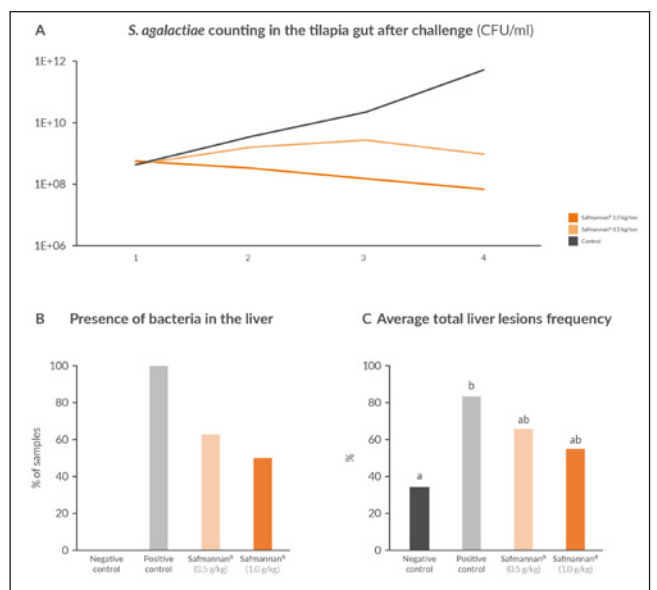 A S. agalactiae counting in the tilapia gut after challenge (CFU/ml)
1E+12
1E+10
1E+08
1E+06
1 2 3 4
Safmannan® 1.0 kg/ton
Safmannan® 0.5 kg/ton
Control
B Presence of bacteria in the liver
% of samples
100
80
60
40
20
0
Negative control
Positive control
Safmannan® (0.5 g/kg)
Safmannan® (1.0 g/kg)
C Average total liver lesions frequency
%
100
80
60
40
20
0
a
b
ab
ab
Negative control
Positive control
Safmannan® (0.5 g/kg)
Safmannan® (1.0 g/kg)